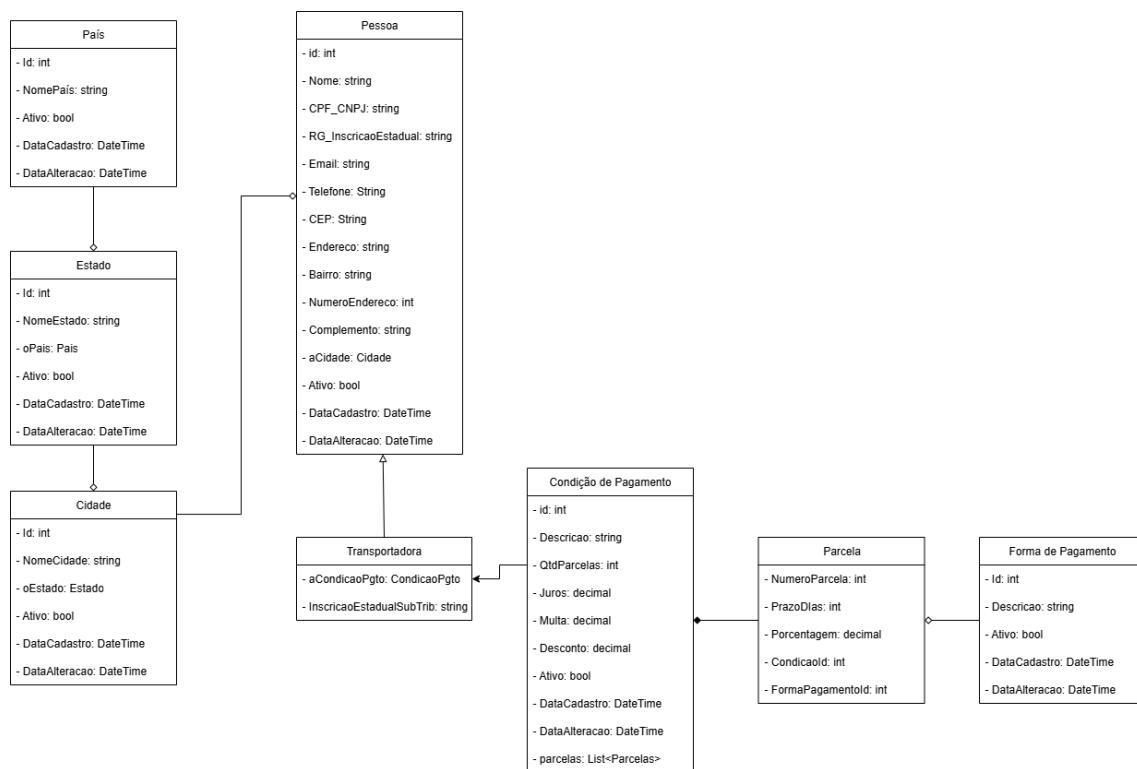 País
- Id: int
- NomePaís: string
- Ativo: bool
- DataCadastro: DateTime
- DataAlteracao: DateTime
Estado
- Id: int
- NomeEstado: string
- oPais: Pais
- Ativo: bool
- DataCadastro: DateTime
- DataAlteracao: DateTime
Cidade
- Id: int
- NomeCidade: string
- oEstado: Estado
- Ativo: bool
- DataCadastro: DateTime
- DataAlteracao: DateTime
Pessoa
- id: int
- Nome: string
- CPF_CNPJ: string
- RG_InscricaoEstadual: string
- Email: string
- Telefone: String
- CEP: String
- Endereco: string
- Bairro: string
- NumeroEndereco: int
- Complemento: string
- aCidade: Cidade
- Ativo: bool
- DataCadastro: DateTime
- DataAlteracao: DateTime
Transportadora
- aCondicaoPgto: CondicaoPgto
- InscricaoEstadualSubTrib: string
Condição de Pagamento
- id: int
- Descricao: string
- QtdParcelas: int
- Juros: decimal
- Multa: decimal
- Desconto: decimal
- Ativo: bool
- DataCadastro: DateTime
- DataAlteracao: DateTime
- parcelas: List<Parcelas>
Parcela
- NumeroParcela: int
- PrazoDIas: int
- Porcentagem: decimal
- CondicaoId: int
- FormaPagamentoId: int
Forma de Pagamento
- Id: int
- Descricao: string
- Ativo: bool
- DataCadastro: DateTime
- DataAlteracao: DateTime